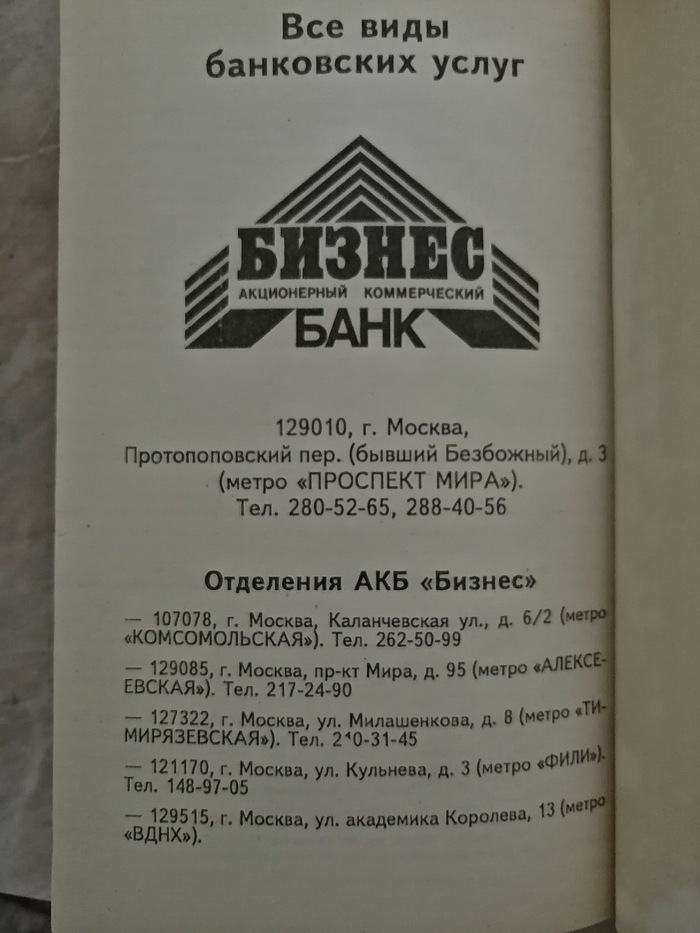 Все виды
банковских услуг
БИЗНЕС
АКЦИОНЕРНЫЙ КОММЕРЧЕСКИЙ
БАНК
129010, г. Москва,
Протопоповский пер. (бывший Безбожный), д. 3
(метро «ПРОСПЕКТ МИРА»).
Тел. 280-52-65, 288-40-56
Отделения АКБ «Бизнес»
— 107078, г. Москва, Каланчевская ул., д. 6/2 (метро
«КОМСОМОЛЬСКАЯ»). Тел. 262-50-99
— 129085, г. Москва, пр-кт Мира, д. 95 (метро «АЛЕКСЕ-
ЕВСКАЯ»). Тел. 217-24-90
— 127322, г. Москва, ул. Милашенкова, д. 8 (метро «ТИ-
МИРЯЗЕВСКАЯ»). Тел.
— 121170, г. Москва, ул. Кульнева, д. 3 (метро «ФИЛИ»).
Тел. 148-97-05
— 129515, г. Москва, ул. академика Королева, 13 (метро
«ВДНХ»).